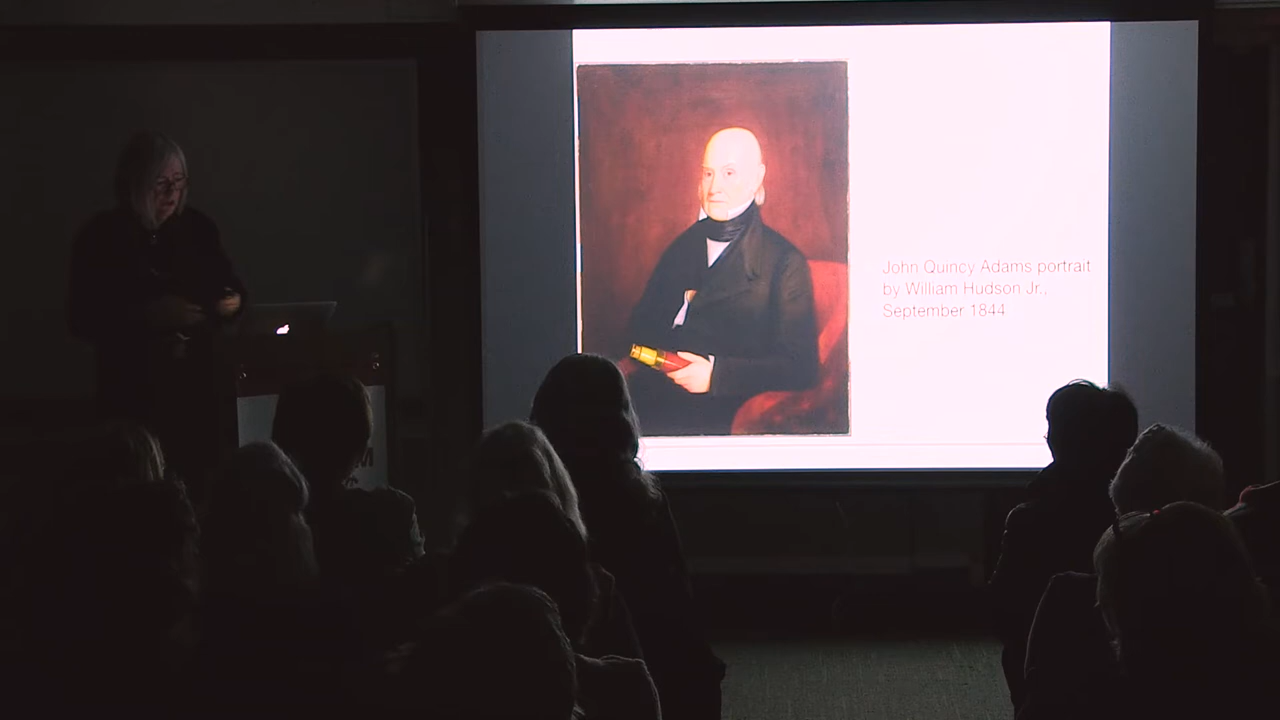 John Quincy Adams portrait
by William Hudson Jr.,
September 1844